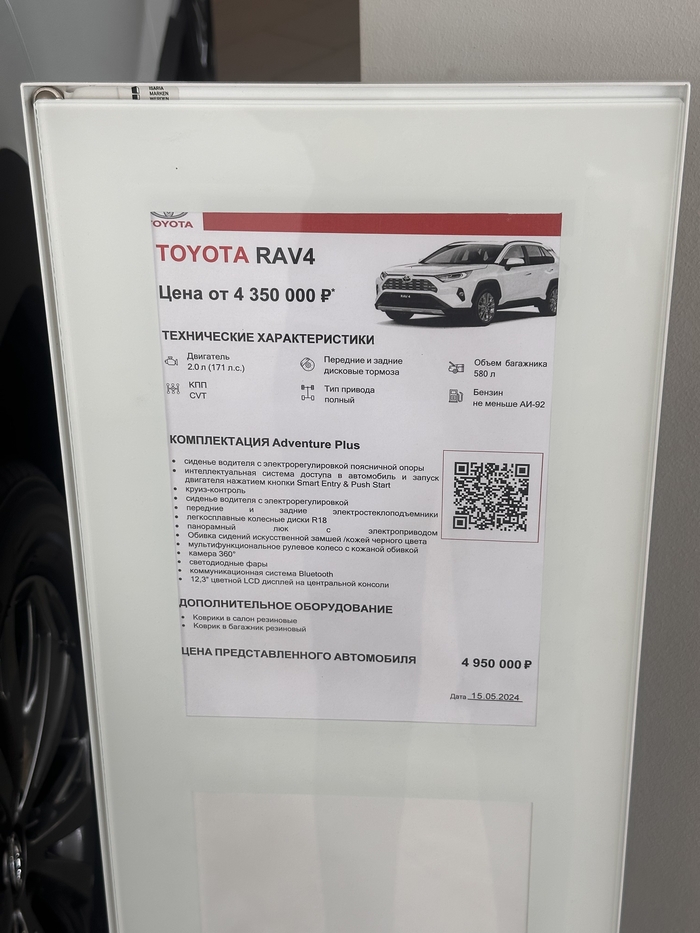 ISARIA
MARKEN
WERBUNG
TOYOTA
TOYOTA RAV4
Цена от 4 350 000 ₽*
ТЕХНИЧЕСКИЕ ХАРАКТЕРИСТИКИ
Двигатель
2.0 л (171 л.с.)
Передние и задние
дисковые тормоза
Объем багажника
580 л
КПП
CVT
Тип привода
полный
Бензин
не меньше АИ-92
КОМПЛЕКТАЦИЯ Adventure Plus
• сиденье водителя с электрорегулировкой поясничной опоры
• интеллектуальная система доступа в автомобиль и запуск
двигателя нажатием кнопки Smart Entry & Push Start
• круиз-контроль
• сиденье водителя с электрорегулировкой
• передние и задние электростеклоподъемники
• легкосплавные колесные диски R18
• панорамный люк с электроприводом
• Обивка сидений искусственной замшей /кожей черного цвета
• мультифункциональное рулевое колесо с кожаной обивкой
• камера 360°
• светодиодные фары
• коммуникационная система Bluetooth
• 12,3" цветной LCD дисплей на центральной консоли
ДОПОЛНИТЕЛЬНОЕ ОБОРУДОВАНИЕ
• Коврики в салон резиновые
• Коврик в багажник резиновый
ЦЕНА ПРЕДСТАВЛЕННОГО АВТОМОБИЛЯ 4 950 000 ₽
Дата 15.05.2024